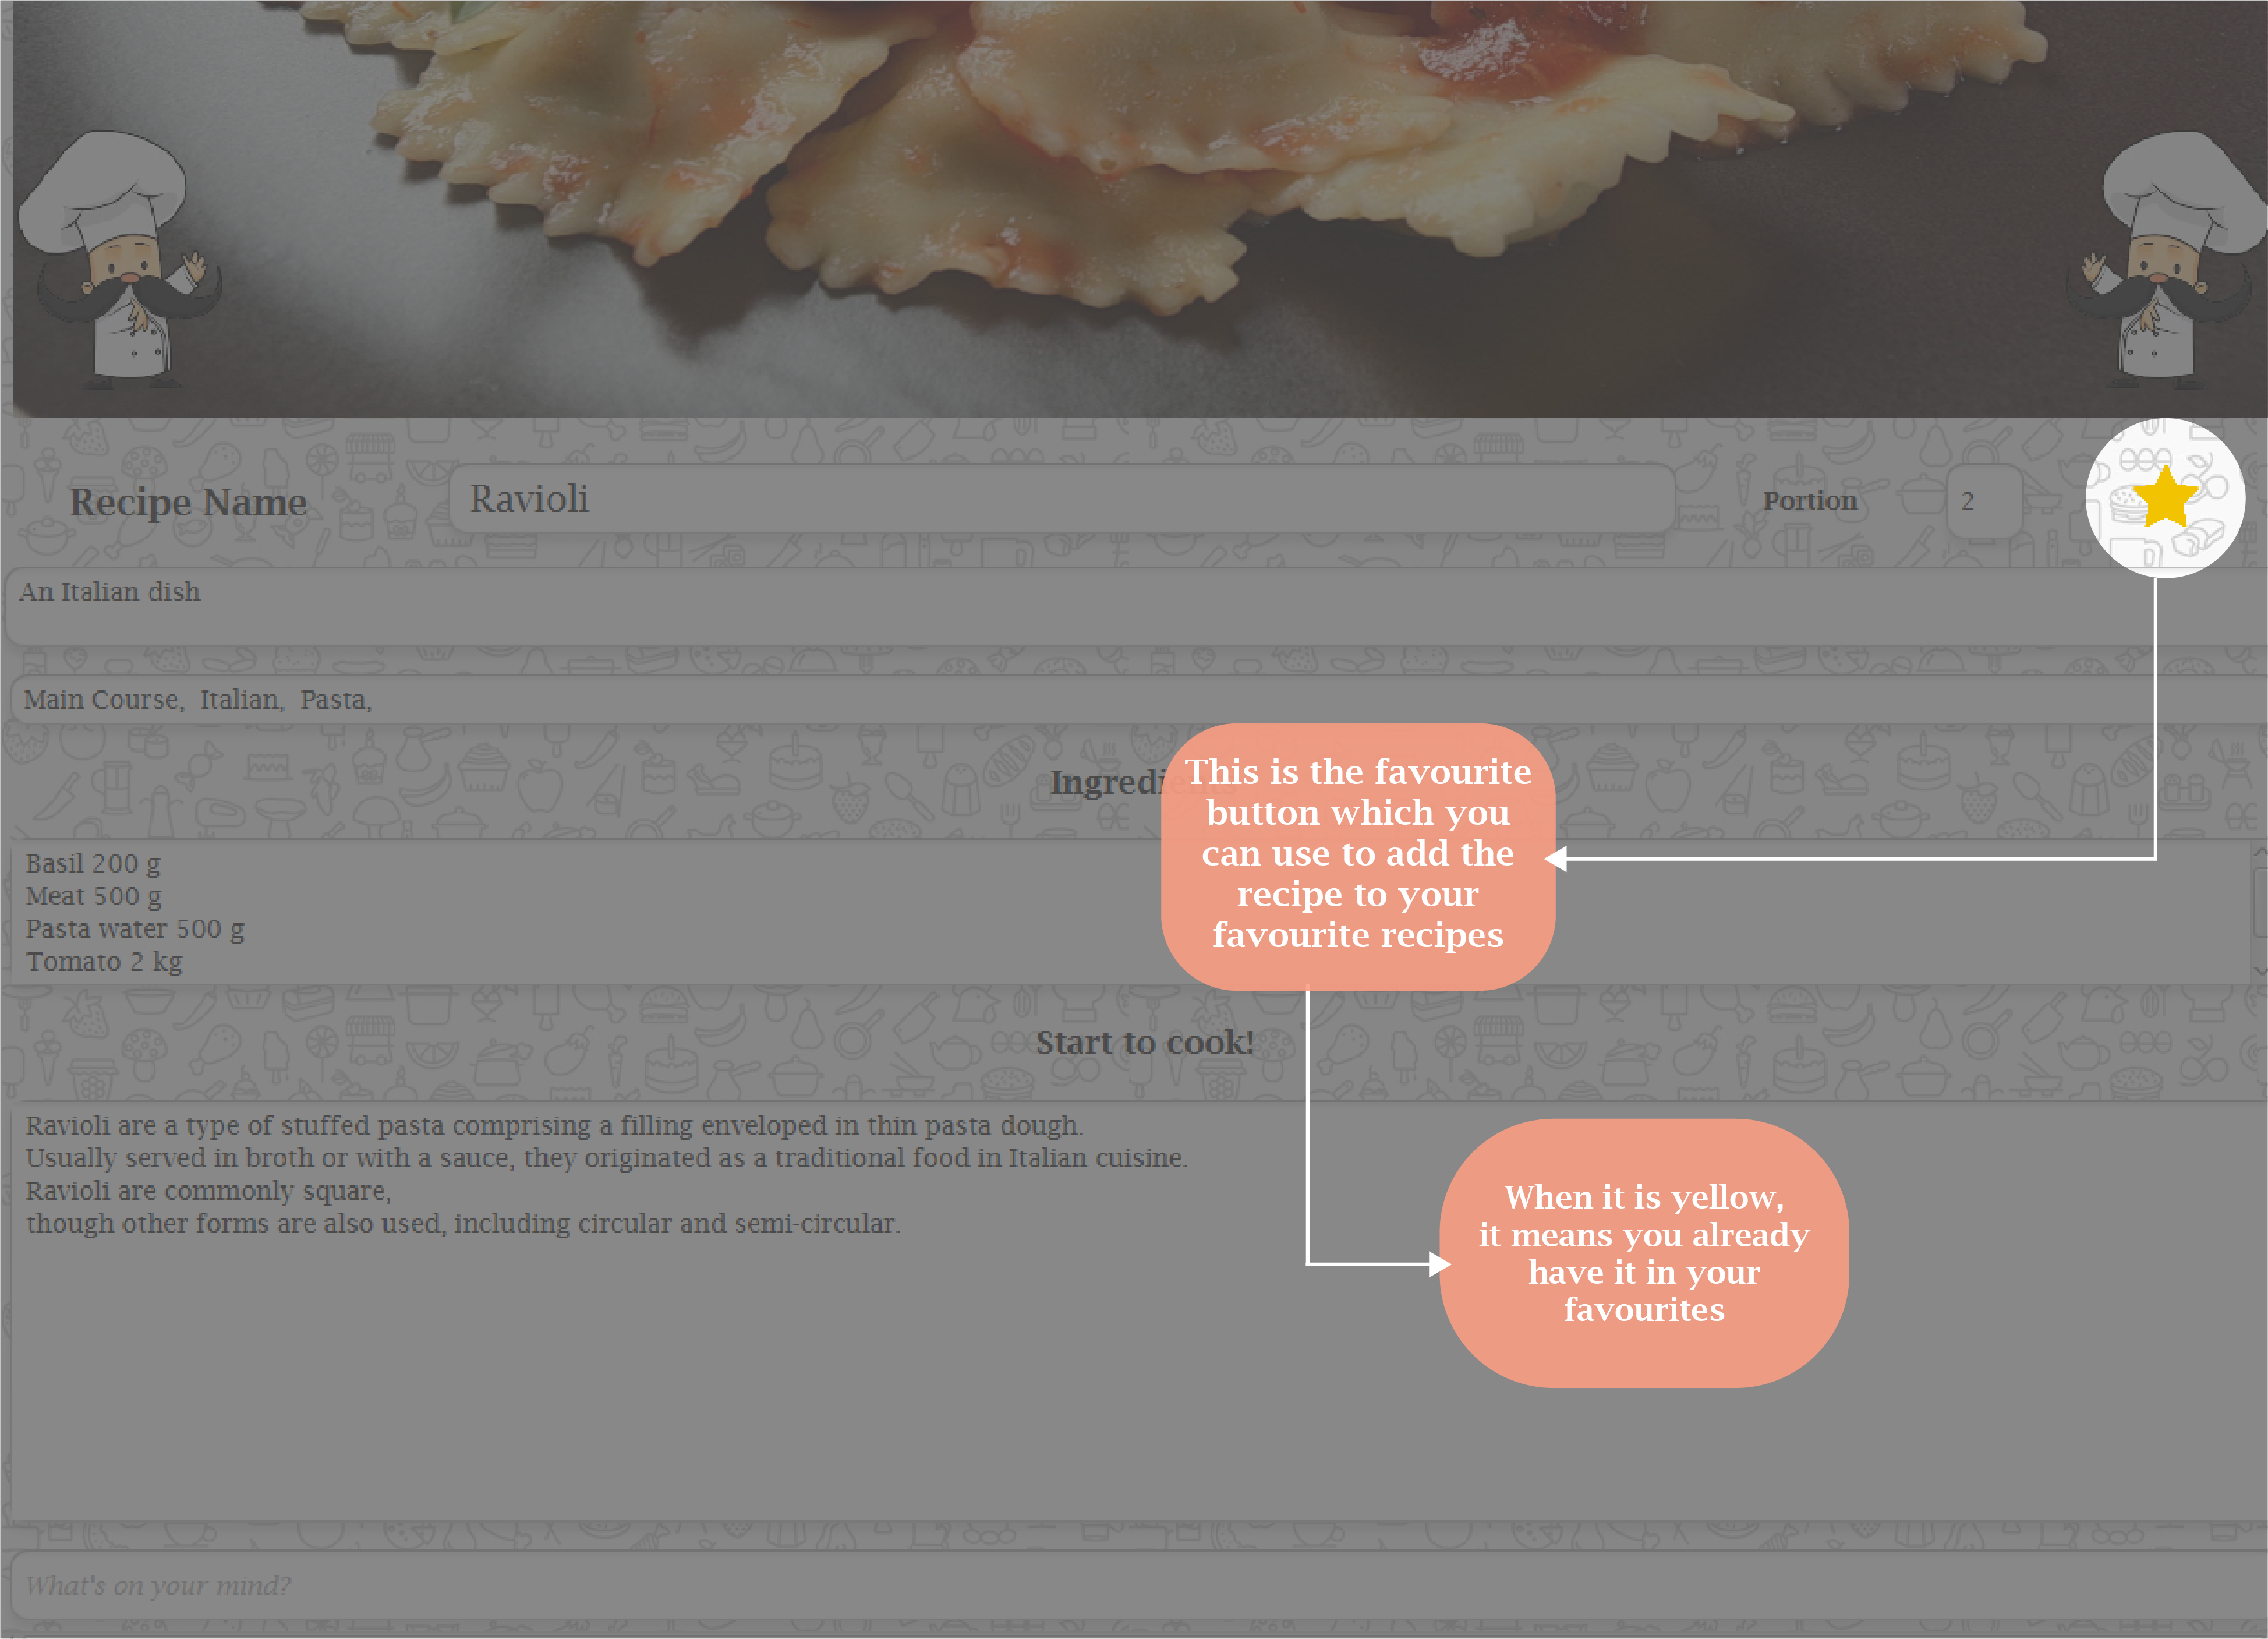 Recipe Name
Ravioli
Portion
2
An Italian dish
Main Course,  Italian,  Pasta,
Ingredients
This is the favourite
button which you
can use to add the
recipe to your
favourite recipes
Basil 200 g
Meat 500 g
Pasta water 500 g
Tomato 2 kg
Start to cook!
Ravioli are a type of stuffed pasta comprising a filling enveloped in thin pasta dough.
Usually served in broth or with a sauce, they originated as a traditional food in Italian cuisine.
Ravioli are commonly square,
though other forms are also used, including circular and semi-circular.
When it is yellow,
it means you already
have it in your
favourites
What's on your mind?